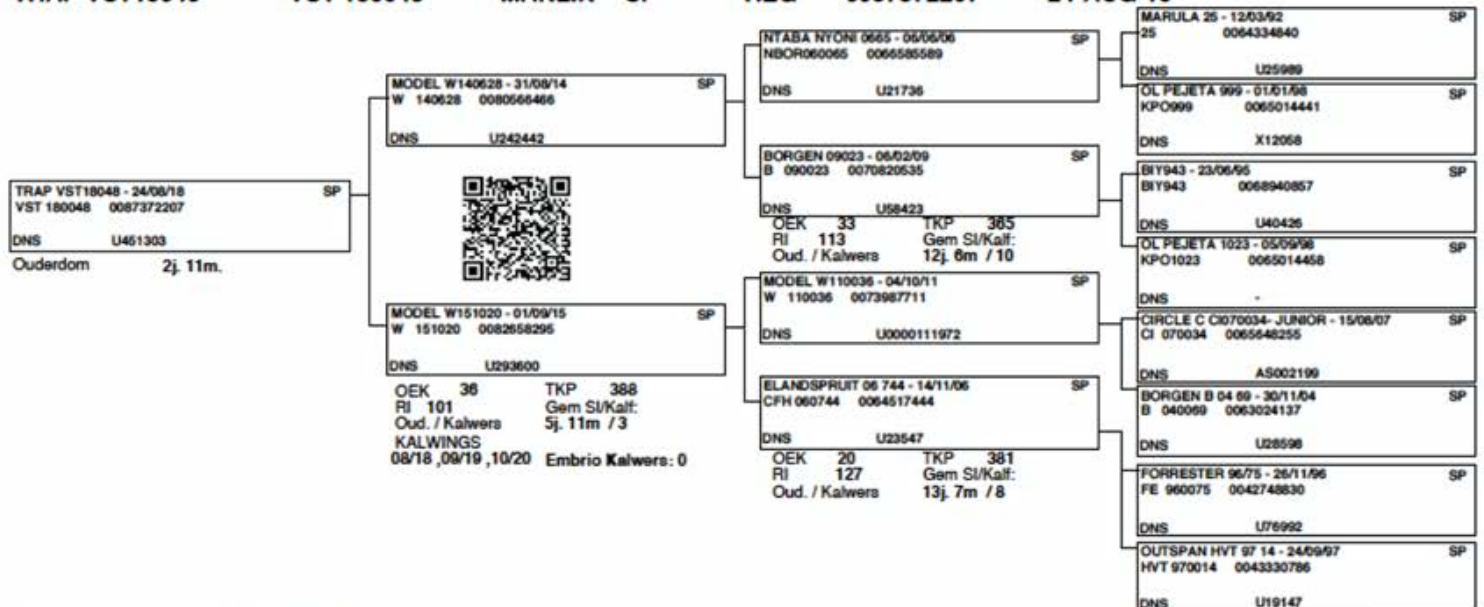 TRAP VST18048 - 24/08/18 SP
VST 180048 0087372207
DNS U451303
Ouderdom 2j. 11m.
MODEL W140628 - 31/08/14 SP
W 140628 0080566466
DNS U242442
MODEL W151020 - 01/09/15 SP
W 151020 0082658295
DNS U293600
OEK 36 TKP 388
RI 101 Gem SI/Kalf:
Oud. / Kalwers 5j. 11m / 3
KALWINGS
08/18 ,09/19 ,10/20 Embrio Kalwers: 0
NTABA NYONI 0665 - 06/06/06 SP
NBOR060065 0066585589
DNS U21736
BORGEN 09023 - 06/02/09 SP
B 090023 0070820535
DNS U58423
OEK 33 TKP 365
RI 113 Gem SI/Kalf:
Oud. / Kalwers 12j. 6m / 10
MODEL W110036 - 04/10/11 SP
W 110036 0073987711
DNS U0000111972
ELANDSPRUIT 06 744 - 14/11/06 SP
CFH 060744 0064517444
DNS U23547
OEK 20 TKP 381
RI 127 Gem SI/Kalf:
Oud. / Kalwers 13j. 7m / 8
MARULA 25 - 12/03/92 SP
25 0064334840
DNS U25989
OL PEJETA 999 - 01/01/98 SP
KPO999 0065014441
DNS X12058
BIY943 - 23/06/95 SP
BIY943 0068940857
DNS U40426
OL PEJETA 1023 - 05/09/98 SP
KPO1023 0065014458
DNS -
CIRCLE C CI070034- JUNIOR - 15/08/07 SP
CI 070034 0065648255
DNS AS002199
BORGEN B 04 69 - 30/11/04 SP
B 040069 0063024137
DNS U28598
FORRESTER 96/75 - 26/11/96 SP
FE 960075 0042748830
DNS U76992
OUTSPAN HVT 97 14 - 24/09/97 SP
HVT 970014 0043330786
DNS U19147